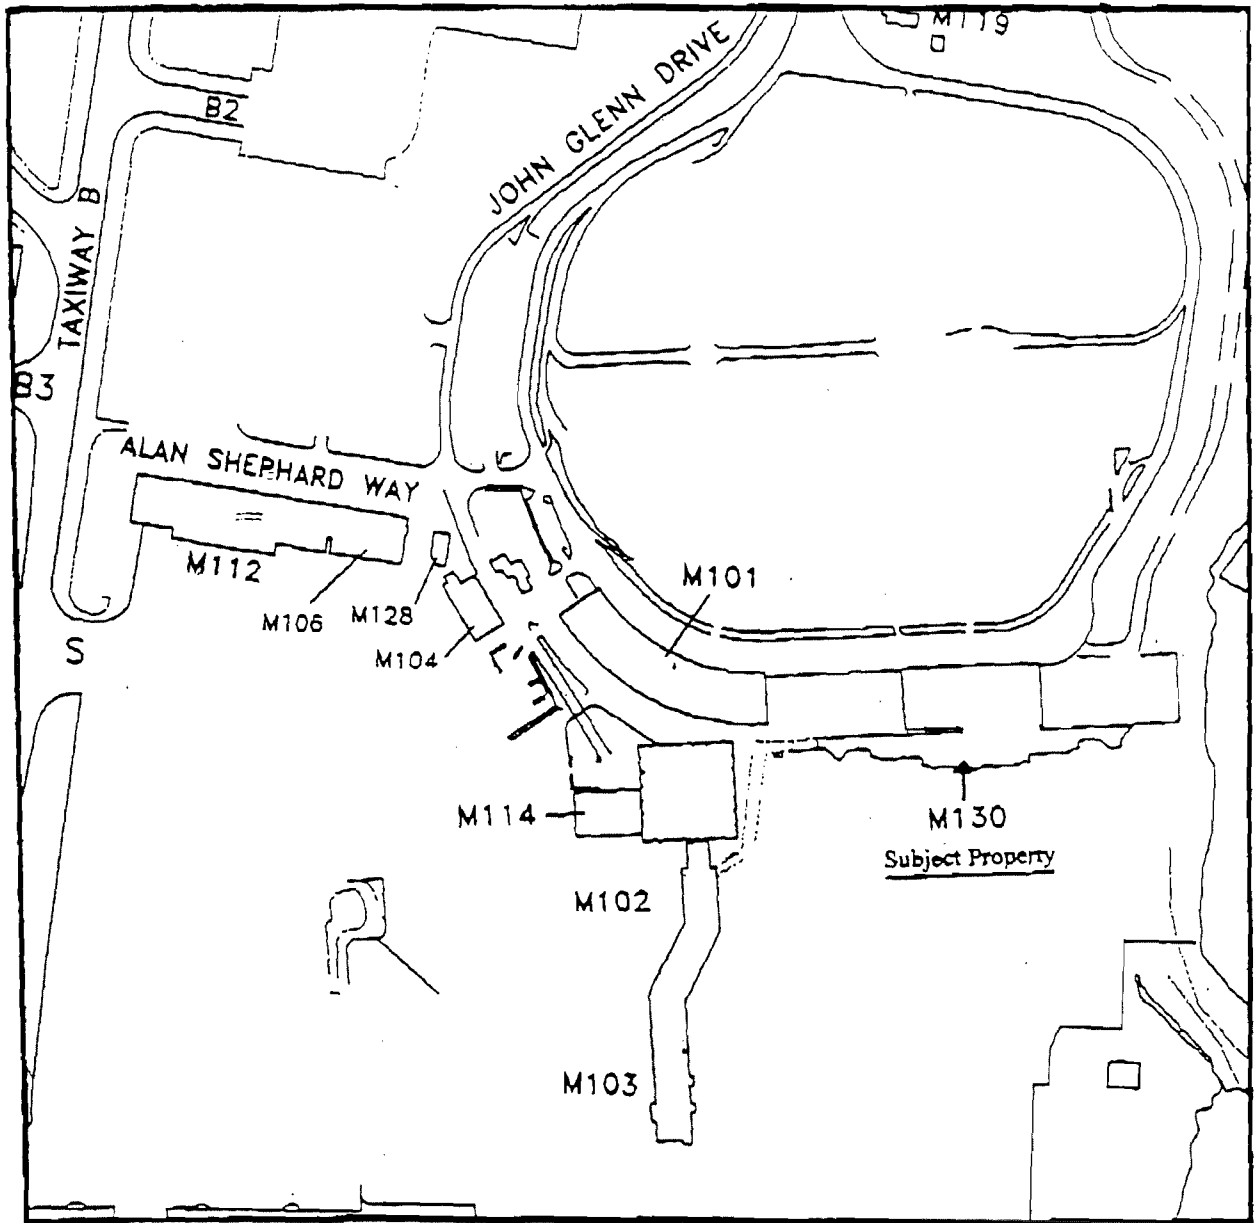 M119
B2
JOHN GLENN DRIVE
TAXIWAY B
B3
ALAN SHEPHARD WAY
M112
M106
M128
M104
M101
S
M114
M130
Subject Property
M102
M103